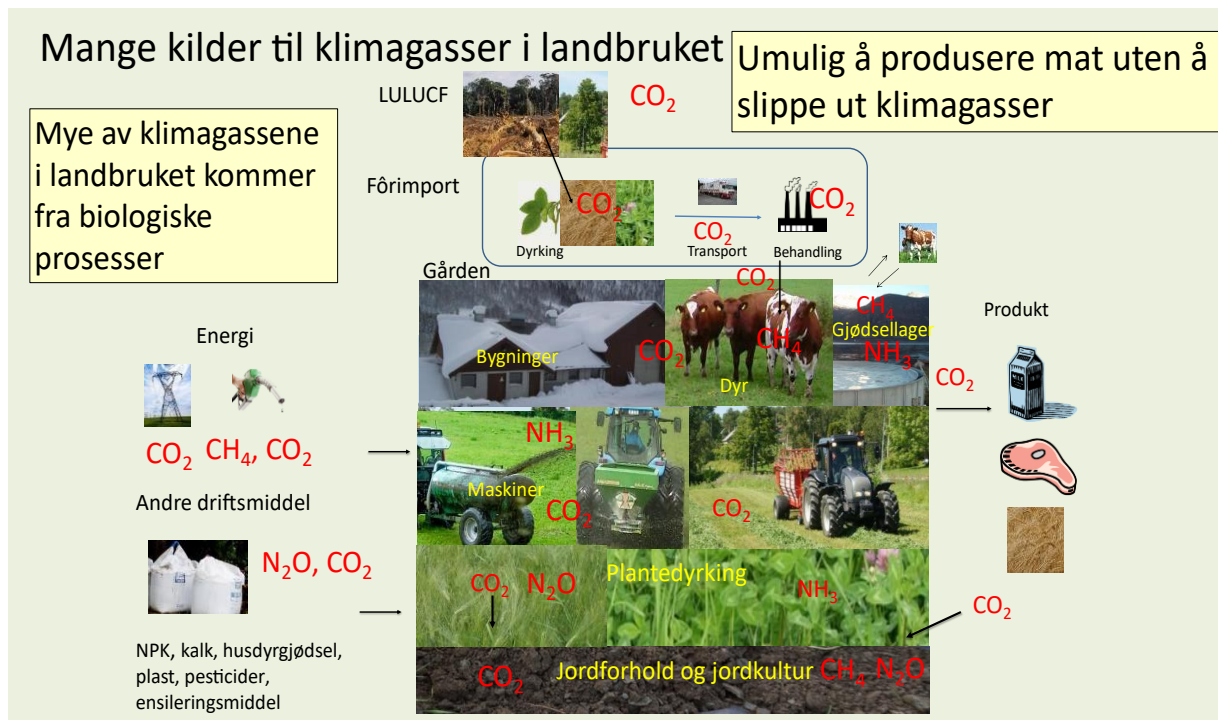 Mange kilder til klimagasser i landbruket
Umulig å produsere mat uten å
slippe ut klimagasser
LULUCF
CO₂
Mye av klimagassene
i landbruket kommer
fra biologiske
prosesser
Fôrimport
CO₂
CO₂
CO₂
Dyrking
Transport
Behandling
Gården
CO₂
Energi
Bygninger
CO₂
CH₄
Dyr
CH₄
Gjødsellager
NH₃
Produkt
CO₂
MILK
CO₂
CH₄, CO₂
NH₃
Maskiner
CO₂
CO₂
Andre driftsmiddel
N₂O, CO₂
CO₂
N₂O
Plantedyrking
NH₃
CO₂
NPK, kalk, husdyrgjødsel,
plast, pesticider,
ensileringsmiddel
CO₂
Jordforhold og jordkultur
CH₄
N₂O